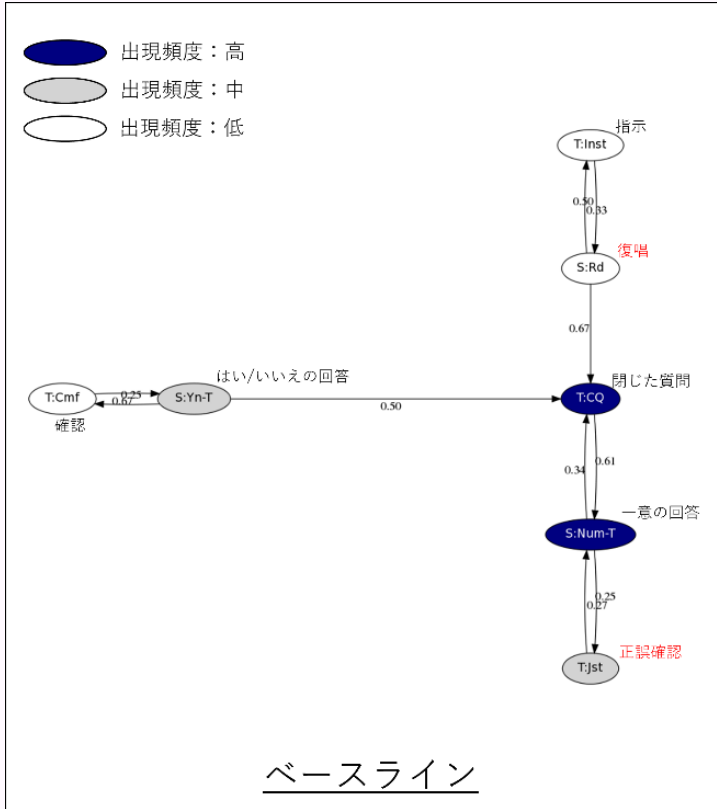 出現頻度：高
出現頻度：中
出現頻度：低
指示
T:Inst
0.50
0.33
復唱
S:Rd
0.67
はい/いいえの回答
閉じた質問
T:Cmf
0.25
0.67
S:Yn-T
0.50
T:CQ
確認
0.34
0.61
一意の回答
S:Num-T
0.25
0.27
正誤確認
T:Jst
ベースライン